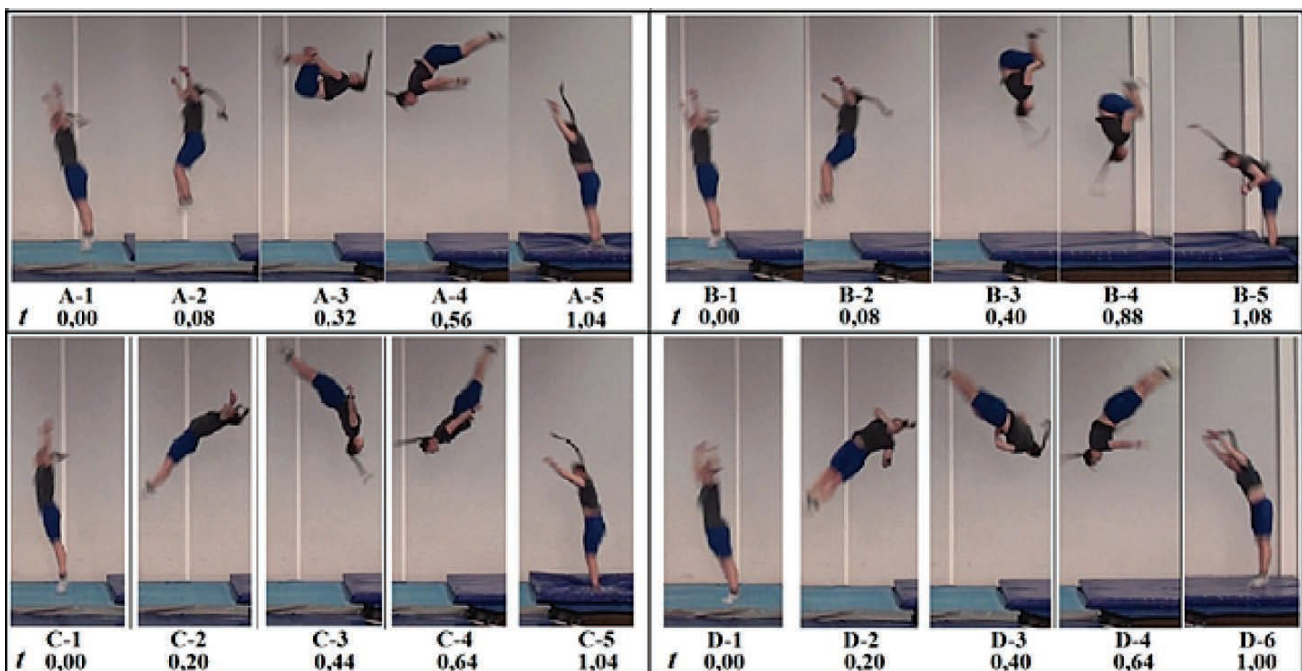 A-1 A-2 A-3 A-4 A-5
t 0,00 0,08 0.32 0,56 1,04
B-1 B-2 B-3 B-4 B-5
t 0,00 0,08 0,40 0,88 1,08
C-1 C-2 C-3 C-4 C-5
t 0,00 0,20 0,44 0,64 1,04
D-1 D-2 D-3 D-4 D-6
t 0,00 0,20 0,40 0,64 1,00